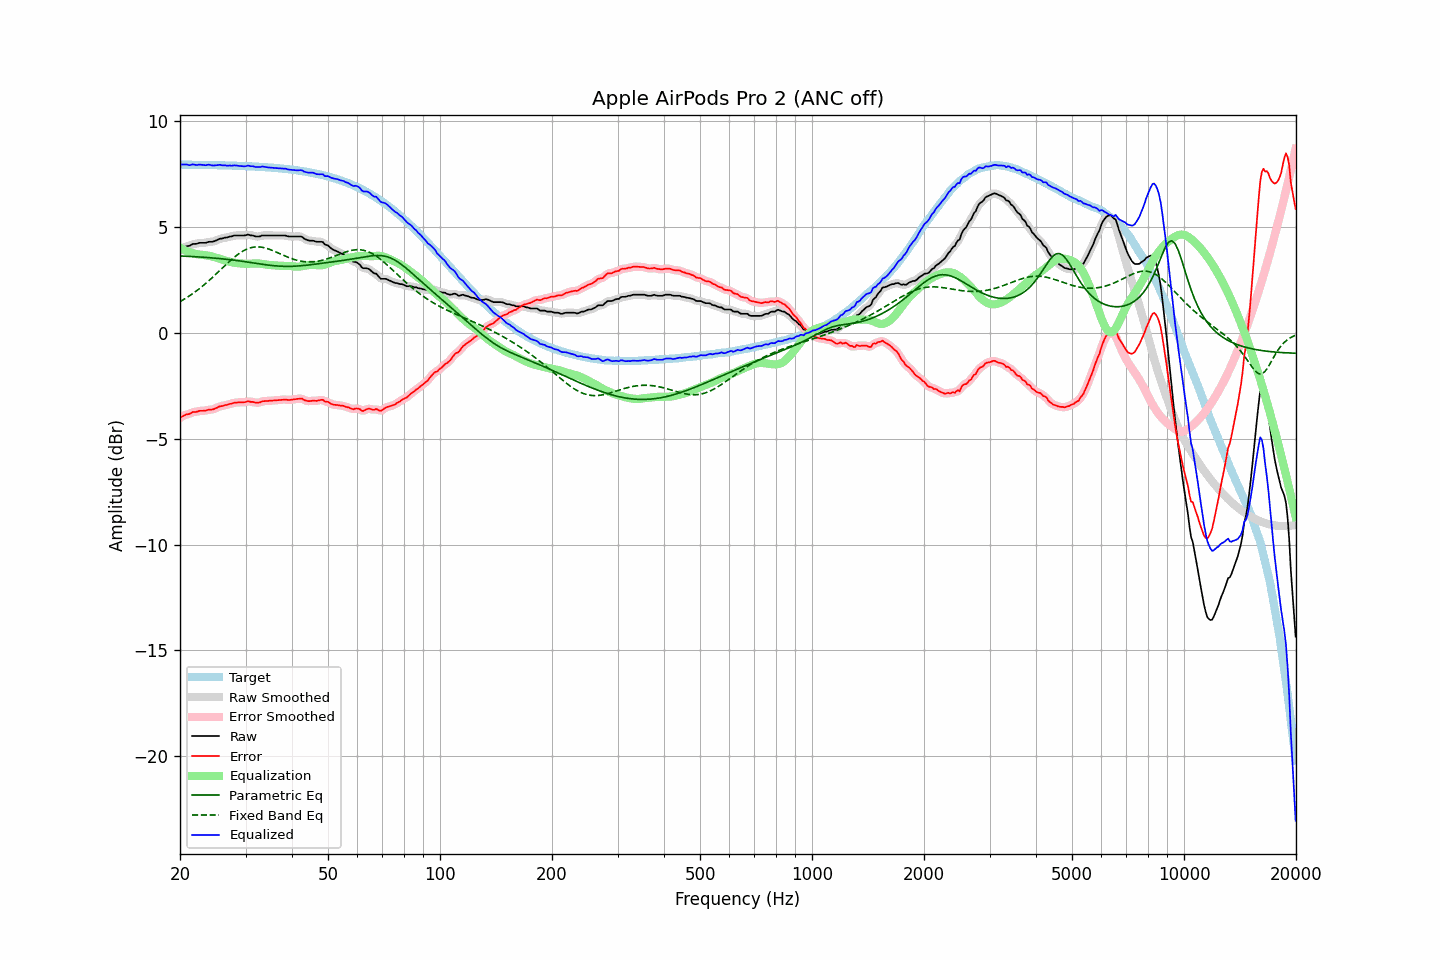 Apple AirPods Pro 2 (ANC off)
10
5
0
−5
−10
−15
−20
Amplitude (dBr)
Target
Raw Smoothed
Error Smoothed
Raw
Error
Equalization
Parametric Eq
Fixed Band Eq
Equalized
20 50 100 200 500 1000 2000 5000 10000 20000
Frequency (Hz)